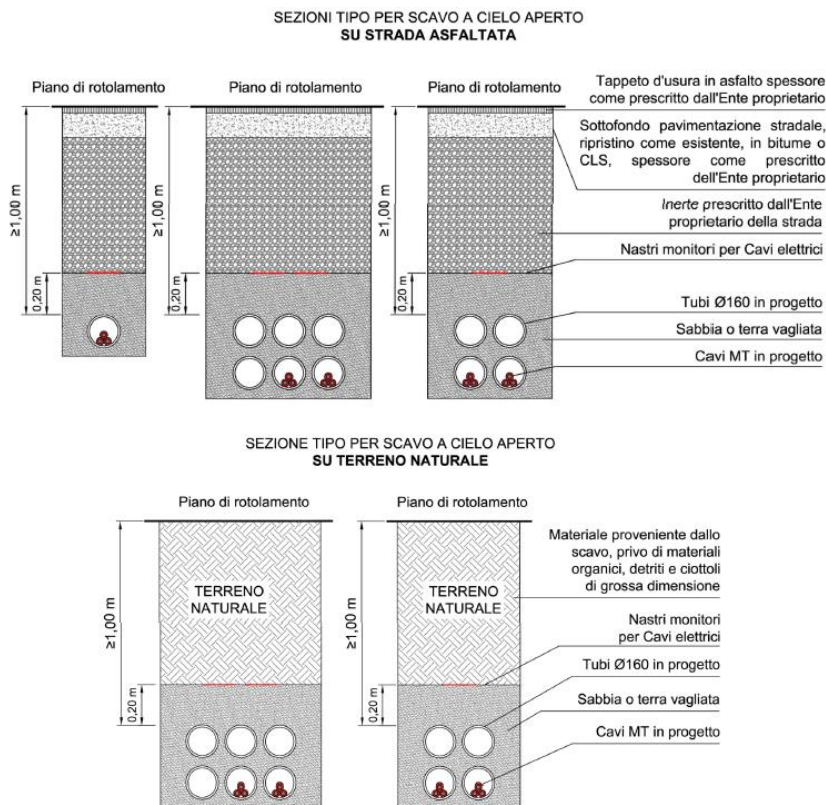 SEZIONI TIPO PER SCAVO A CIELO APERTO
SU STRADA ASFALTATA
Piano di rotolamento
Piano di rotolamento
Piano di rotolamento
Tappeto d'usura in asfalto spessore
come prescritto dall'Ente proprietario
Sottofondo pavimentazione stradale,
ripristino come esistente, in bitume o
CLS, spessore come prescritto
dell'Ente proprietario
Inerte prescritto dall'Ente
proprietario della strada
Nastri monitori per Cavi elettrici
Tubi Ø160 in progetto
Sabbia o terra vagliata
Cavi MT in progetto
≥1,00 m
0,20 m
≥1,00 m
0,20 m
≥1,00 m
0,20 m
SEZIONE TIPO PER SCAVO A CIELO APERTO
SU TERRENO NATURALE
Piano di rotolamento
Piano di rotolamento
TERRENO
NATURALE
TERRENO
NATURALE
Materiale proveniente dallo
scavo, privo di materiali
organici, detriti e ciottoli
di grossa dimensione
Nastri monitori
per Cavi elettrici
Tubi Ø160 in progetto
Sabbia o terra vagliata
Cavi MT in progetto
≥1,00 m
0,20 m
≥1,00 m
0,20 m